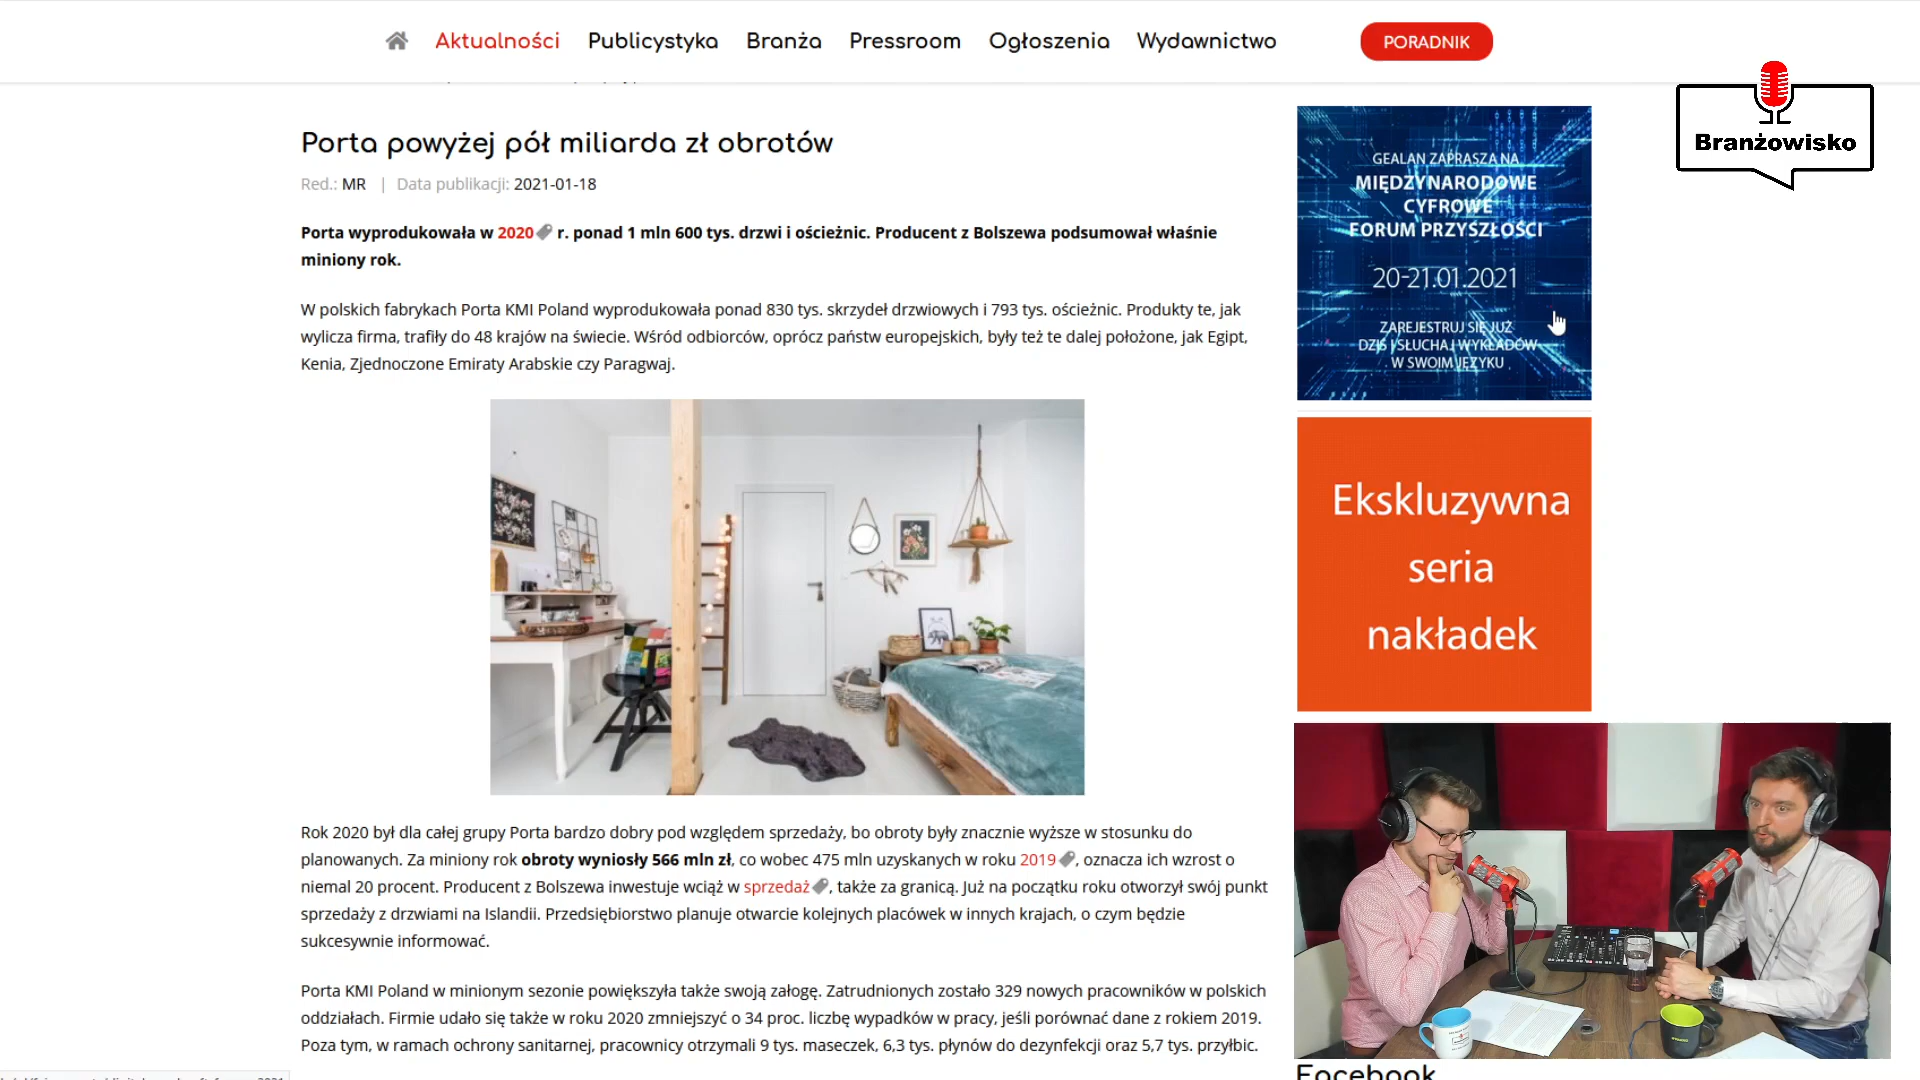 Aktualności Publicystyka Branża Pressroom Ogłoszenia Wydawnictwo PORADNIK
Branżowisko
Porta powyżej pół miliarda zł obrotów
Red.: MR | Data publikacji: 2021-01-18
Porta wyprodukowała w 2020 r. ponad 1 mln 600 tys. drzwi i ościeżnic. Producent z Bolszewa podsumował właśnie
miniony rok.
W polskich fabrykach Porta KMI Poland wyprodukowała ponad 830 tys. skrzydeł drzwiowych i 793 tys. ościeżnic. Produkty te, jak
wylicza firma, trafiły do 48 krajów na świecie. Wśród odbiorców, oprócz państw europejskich, były też te dalej położone, jak Egipt,
Kenia, Zjednoczone Emiraty Arabskie czy Paragwaj.
Rok 2020 był dla całej grupy Porta bardzo dobry pod względem sprzedaży, bo obroty były znacznie wyższe w stosunku do
planowanych. Za miniony rok obroty wyniosły 566 mln zł, co wobec 475 mln uzyskanych w roku 2019, oznacza ich wzrost o
niemal 20 procent. Producent z Bolszewa inwestuje wciąż w sprzedaż, także za granicą. Już na początku roku otworzył swój punkt
sprzedaży z drzwiami na Islandii. Przedsiębiorstwo planuje otwarcie kolejnych placówek w innych krajach, o czym będzie
sukcesywnie informować.
Porta KMI Poland w minionym sezonie powiększyła także swoją załogę. Zatrudnionych zostało 329 nowych pracowników w polskich
oddziałach. Firmie udało się także w roku 2020 zmniejszyć o 34 proc. liczbę wypadków w pracy, jeśli porównać dane z rokiem 2019.
Poza tym, w ramach ochrony sanitarnej, pracownicy otrzymali 9 tys. maseczek, 6,3 tys. płynów do dezynfekcji oraz 5,7 tys. przyłbic.
GEALAN ZAPRASZA NA
MIĘDZYNARODOWE
CYFROWE
FORUM PRZYSZŁOŚCI
20-21.01.2021
ZAREJESTRUJ SIĘ JUŻ
DZIŚ I SŁUCHAJ WYKŁADÓW
W SWOIM JĘZYKU
Ekskluzywna
seria
nakładek
Facebook